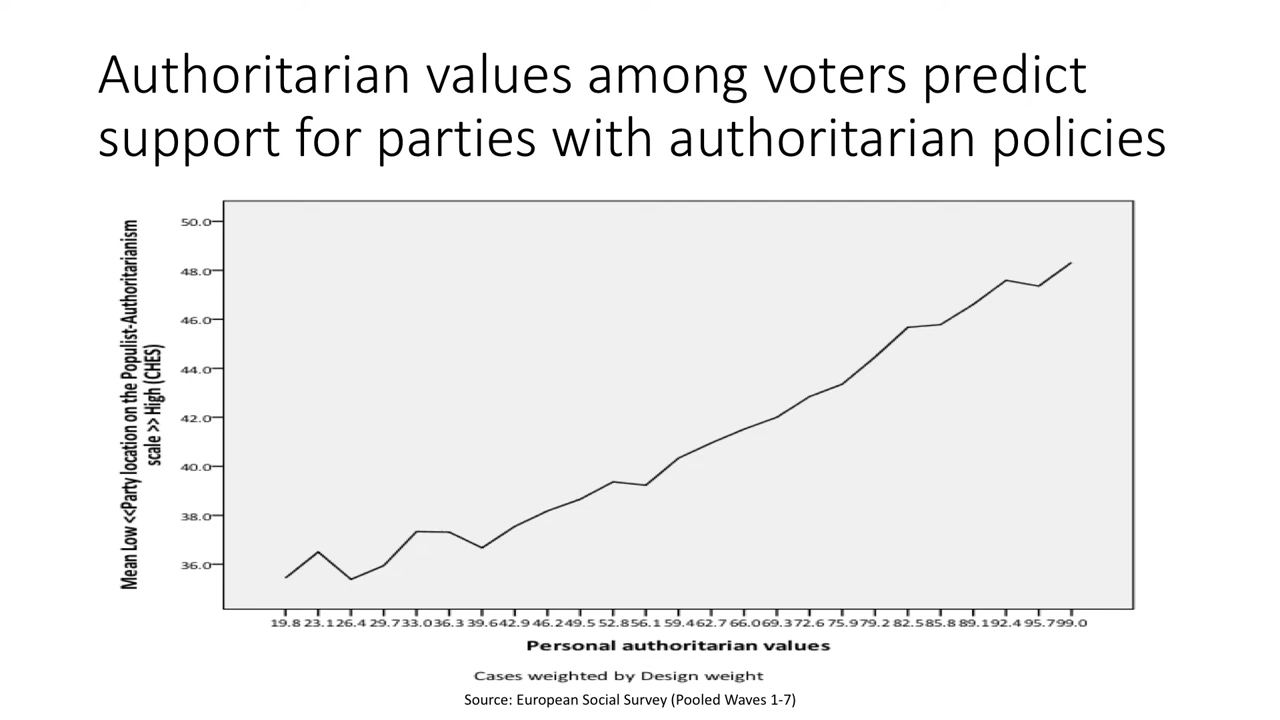 Authoritarian values among voters predict
support for parties with authoritarian policies
Mean Low <<Party location on the Populist-Authoritarianism
scale >> High (CHES)
50.0
48.0
46.0
44.0
42.0
40.0
38.0
36.0
19.8 23.1 26.4 29.7 33.0 36.3 39.6 42.9 46.2 49.5 52.8 56.1 59.4 62.7 66.0 69.3 72.6 75.9 79.2 82.5 85.8 89.1 92.4 95.7 99.0
Personal authoritarian values
Cases weighted by Design weight
Source: European Social Survey (Pooled Waves 1-7)